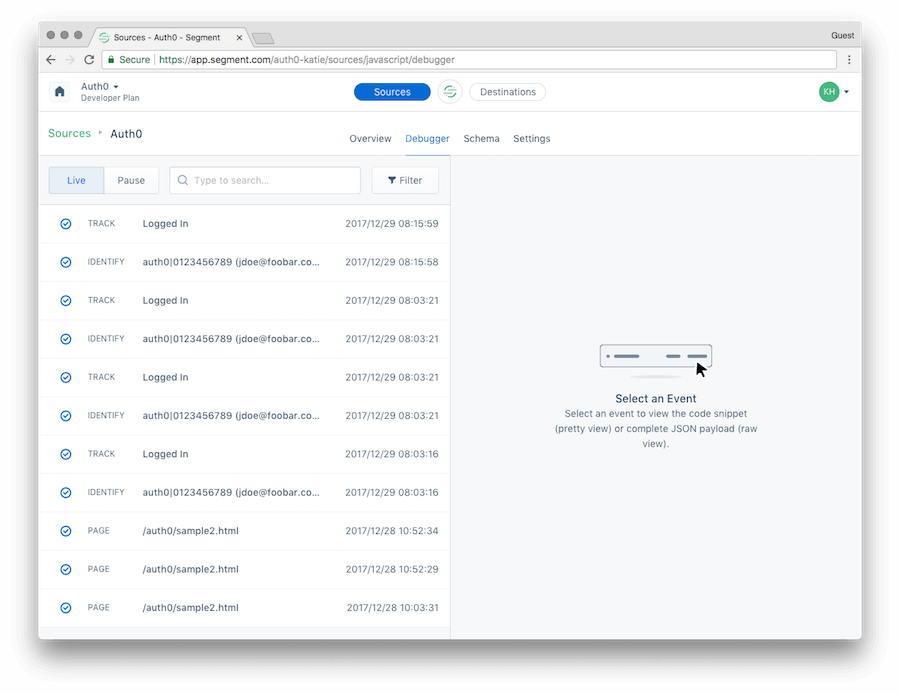 Sources - Auth0 - Segment
Guest
Secure https://app.segment.com/auth0-katie/sources/javascript/debugger
Auth0
Developer Plan
Sources
Destinations
KH
Sources Auth0
Overview Debugger Schema Settings
Live Pause Type to search... Filter
TRACK Logged In 2017/12/29 08:15:59
IDENTIFY auth0|0123456789 (jdoe@foobar.co... 2017/12/29 08:15:58
TRACK Logged In 2017/12/29 08:03:21
IDENTIFY auth0|0123456789 (jdoe@foobar.co... 2017/12/29 08:03:21
TRACK Logged In 2017/12/29 08:03:21
IDENTIFY auth0|0123456789 (jdoe@foobar.co... 2017/12/29 08:03:21
TRACK Logged In 2017/12/29 08:03:16
IDENTIFY auth0|0123456789 (jdoe@foobar.co... 2017/12/29 08:03:16
PAGE /auth0/sample2.html 2017/12/28 10:52:34
PAGE /auth0/sample2.html 2017/12/28 10:52:29
PAGE /auth0/sample2.html 2017/12/28 10:03:31
Select an Event
Select an event to view the code snippet
(pretty view) or complete JSON payload (raw
view).